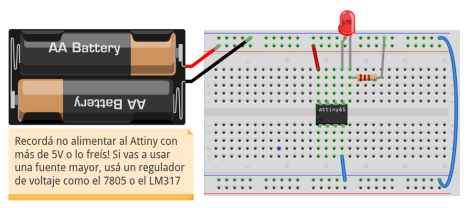 AA Battery
AA Battery
attiny85
Recordá no alimentar al Attiny con
más de 5V o lo freís! Si vas a usar
una fuente mayor, usá un regulador
de voltaje como el 7805 o el LM317